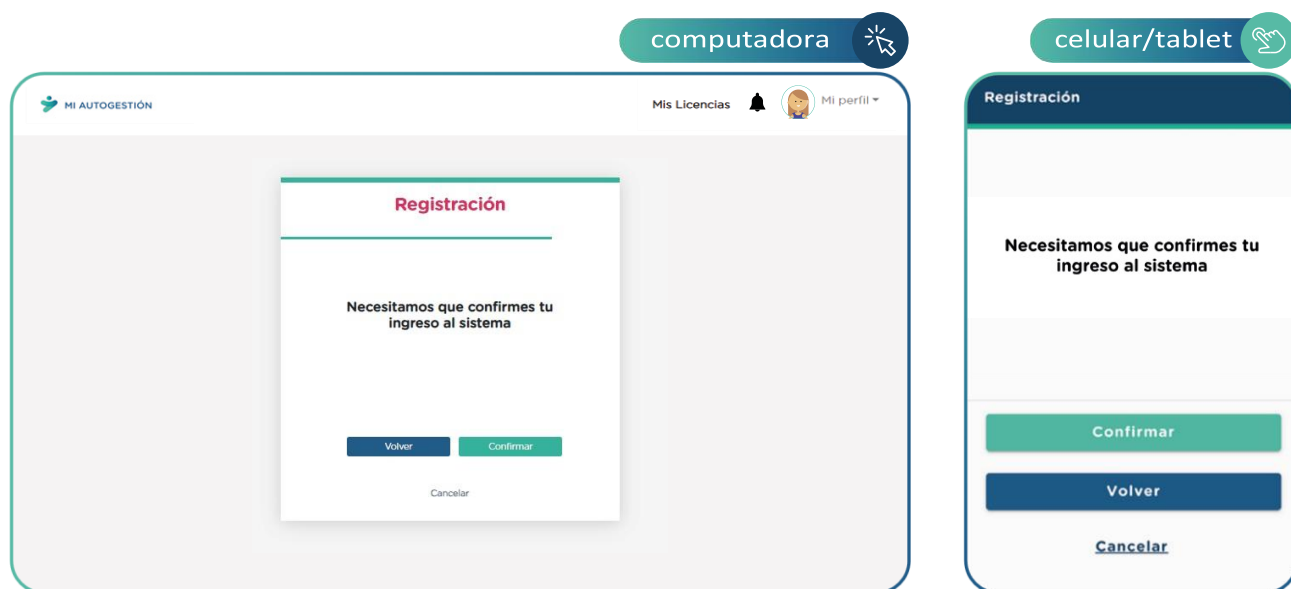 computadora
MI AUTOGESTIÓN
Mis Licencias
Mi perfil
Registración
Necesitamos que confirmes tu
ingreso al sistema
Volver
Confirmar
Cancelar
celular/tablet
Registración
Necesitamos que confirmes tu
ingreso al sistema
Confirmar
Volver
Cancelar